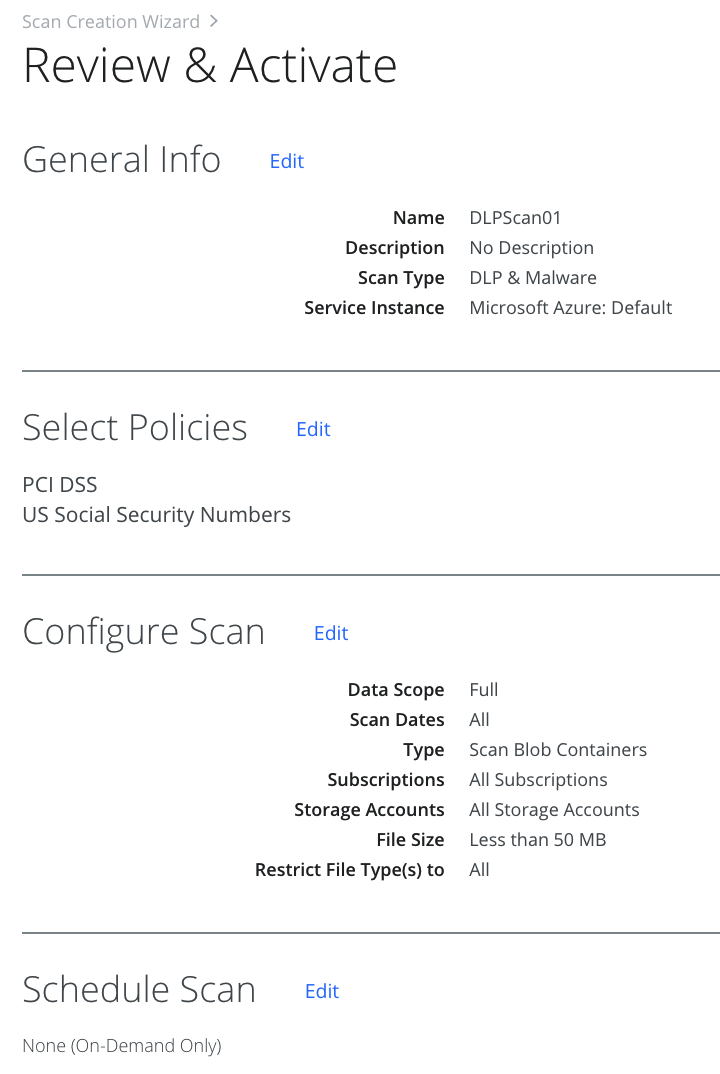 Scan Creation Wizard >
Review & Activate
General Info Edit
Name DLPScan01
Description No Description
Scan Type DLP & Malware
Service Instance Microsoft Azure: Default
Select Policies Edit
PCI DSS
US Social Security Numbers
Configure Scan Edit
Data Scope Full
Scan Dates All
Type Scan Blob Containers
Subscriptions All Subscriptions
Storage Accounts All Storage Accounts
File Size Less than 50 MB
Restrict File Type(s) to All
Schedule Scan Edit
None (On-Demand Only)